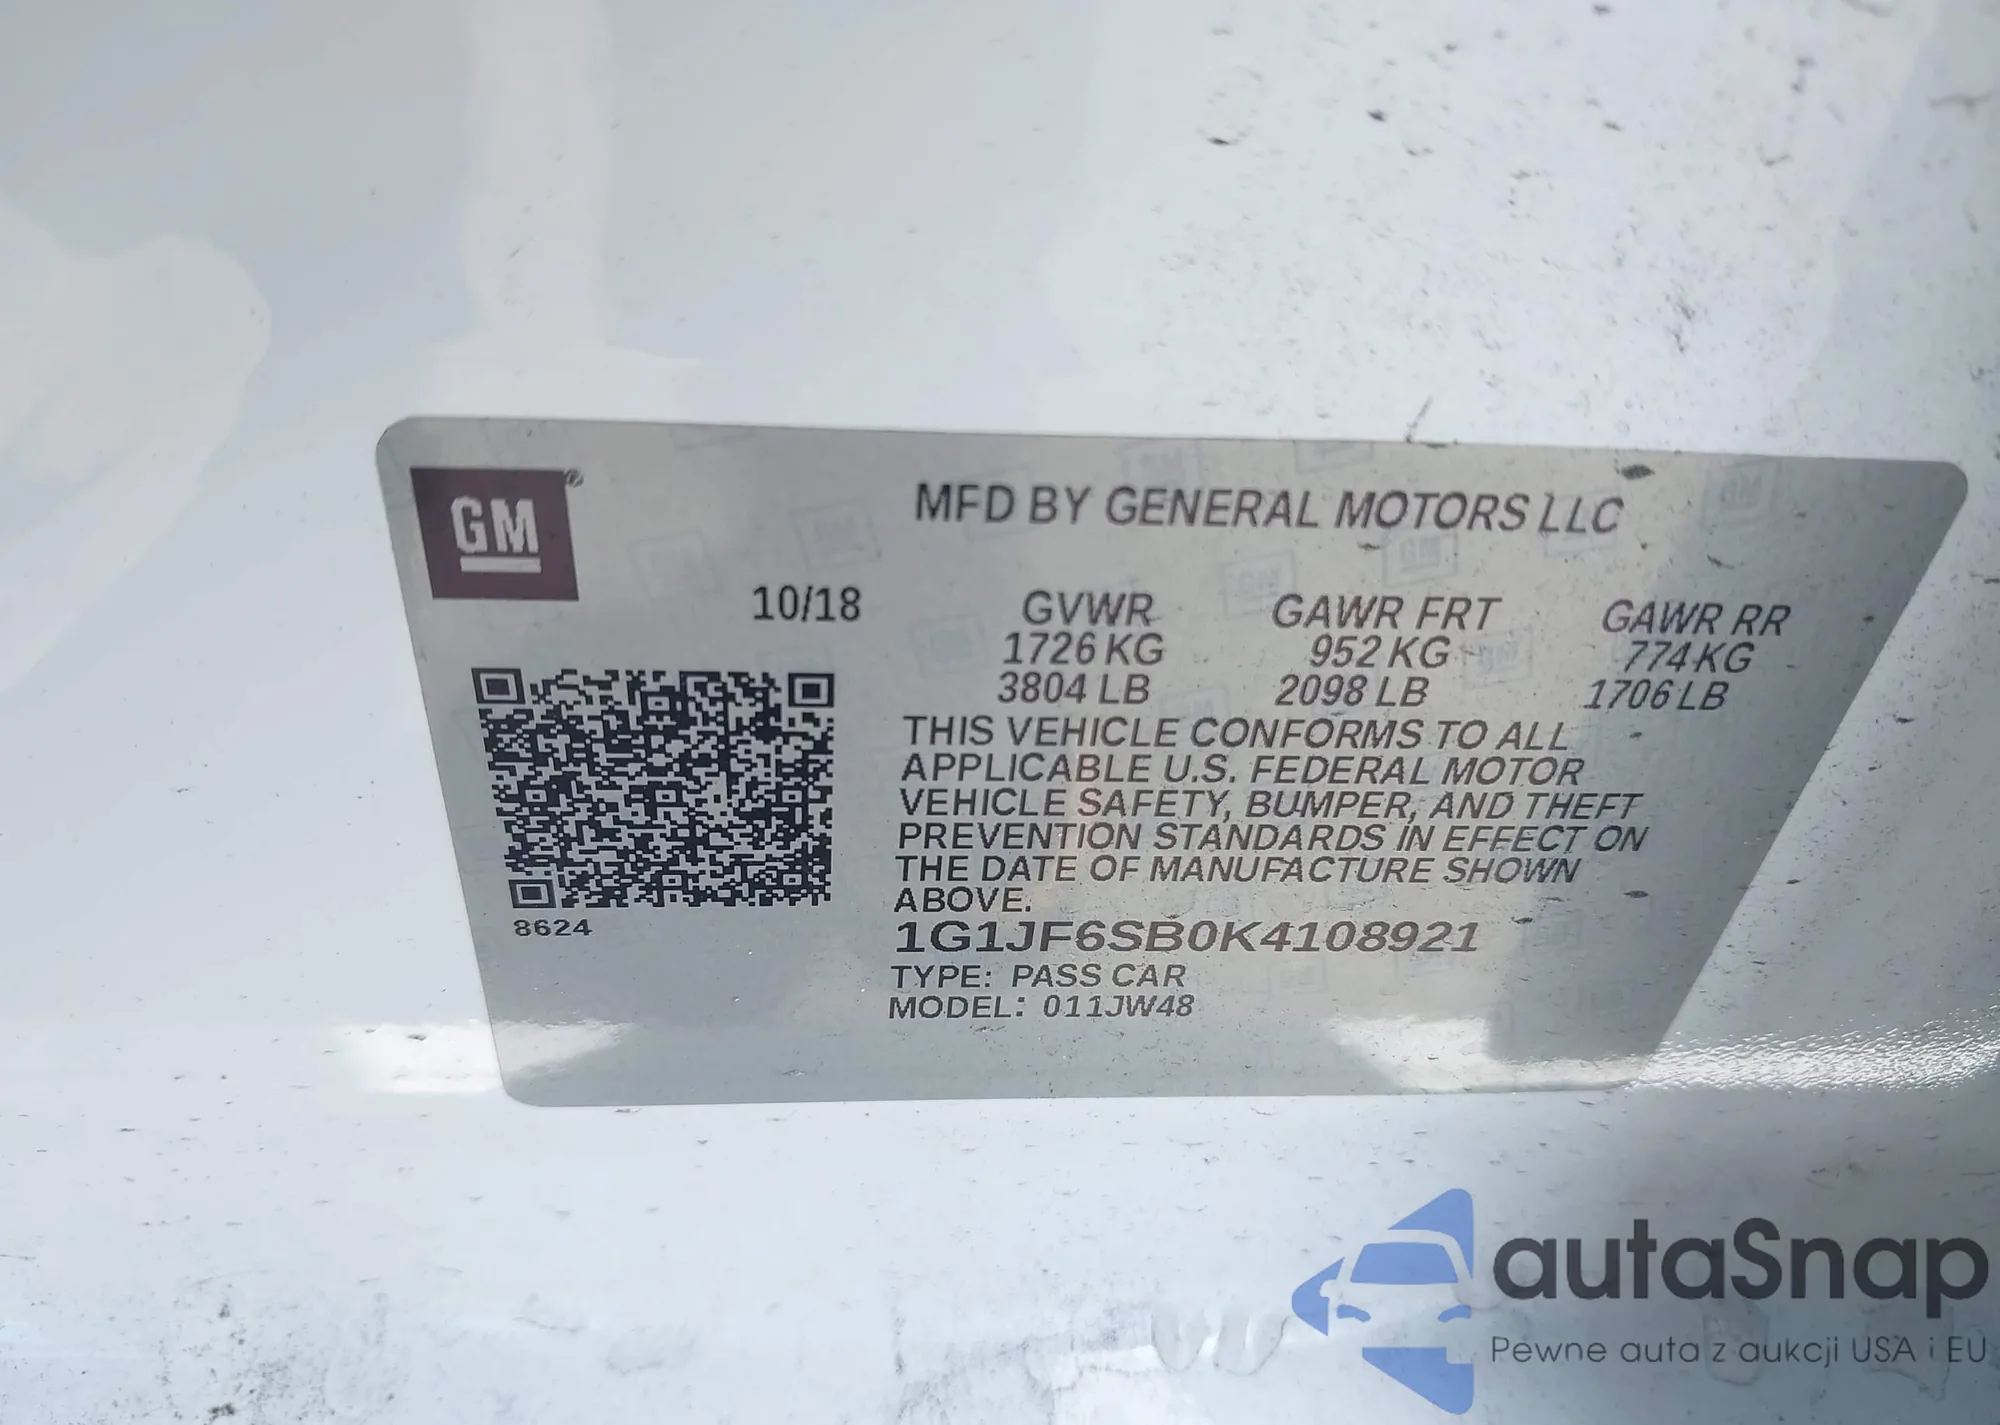 GM®
MFD BY GENERAL MOTORS LLC
10/18
GVWR GAWR FRT GAWR RR
1726 KG 952 KG 774 KG
3804 LB 2098 LB 1706 LB
THIS VEHICLE CONFORMS TO ALL
APPLICABLE U.S. FEDERAL MOTOR
VEHICLE SAFETY, BUMPER, AND THEFT
PREVENTION STANDARDS IN EFFECT ON
THE DATE OF MANUFACTURE SHOWN
ABOVE.
8624
1G1JF6SB0K4108921
TYPE: PASS CAR
MODEL: 011JW48
autaSnap
Pewne auta z aukcji USA i EU